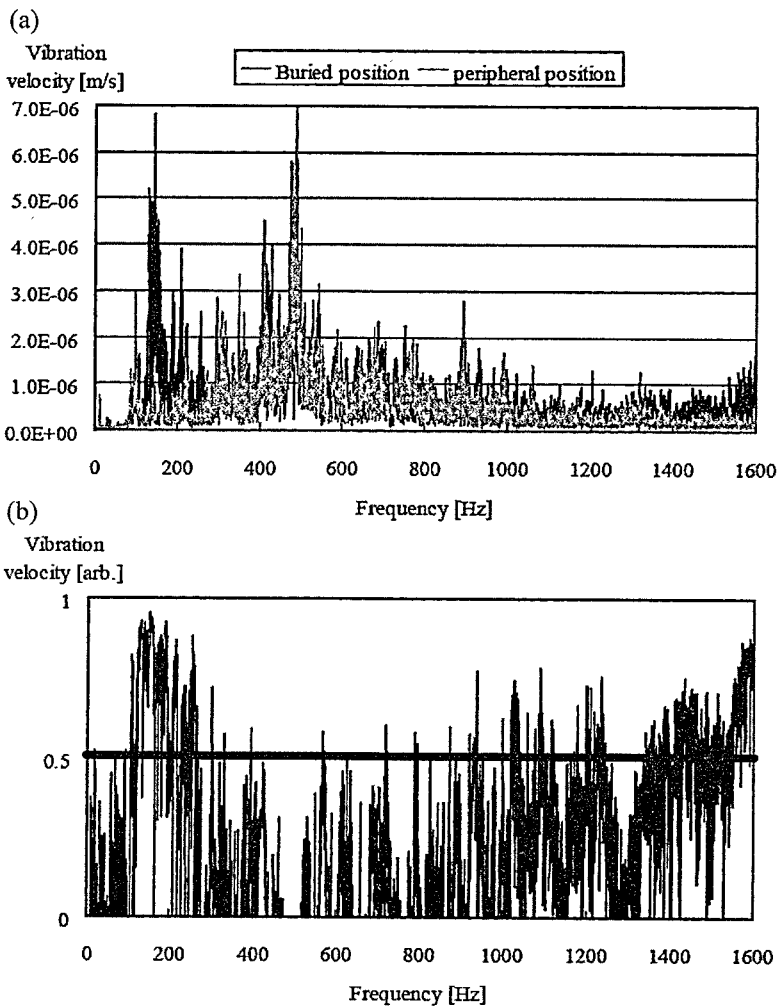 (a)
Vibration
velocity [m/s]
Buried position
peripheral position
7.0E-06
6.0E-06
5.0E-06
4.0E-06
3.0E-06
2.0E-06
1.0E-06
0.0E+00
0 200 400 600 800 1000 1200 1400 1600
Frequency [Hz]
(b)
Vibration
velocity [arb.]
1
0.5
0
0 200 400 600 800 1000 1200 1400 1600
Frequency [Hz]